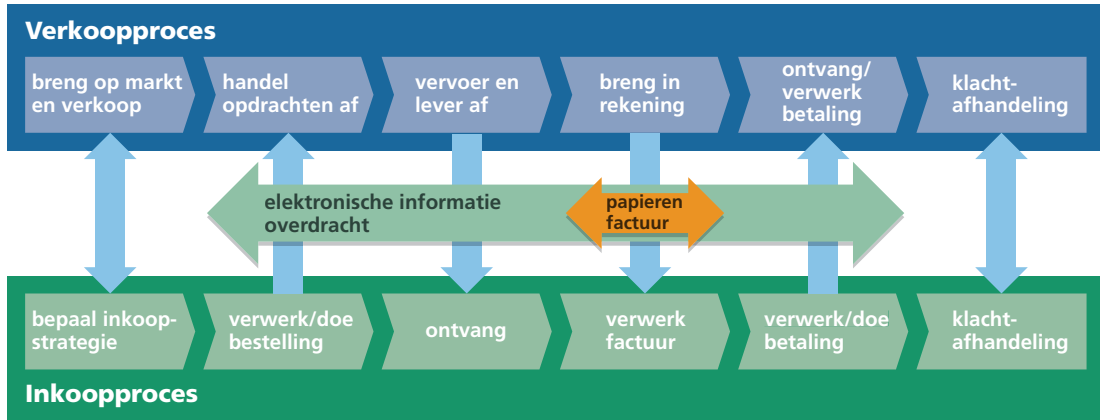 Verkoopproces
breng op markt
en verkoop
handel
opdrachten af
vervoer en
lever af
breng in
rekening
ontvang/
verwerk
betaling
klacht-
afhandeling
elektronische informatie
overdracht
papieren
factuur
bepaal inkoop-
strategie
verwerk/doe
bestelling
ontvang
verwerk
factuur
verwerk/doe
betaling
klacht-
afhandeling
Inkoopproces